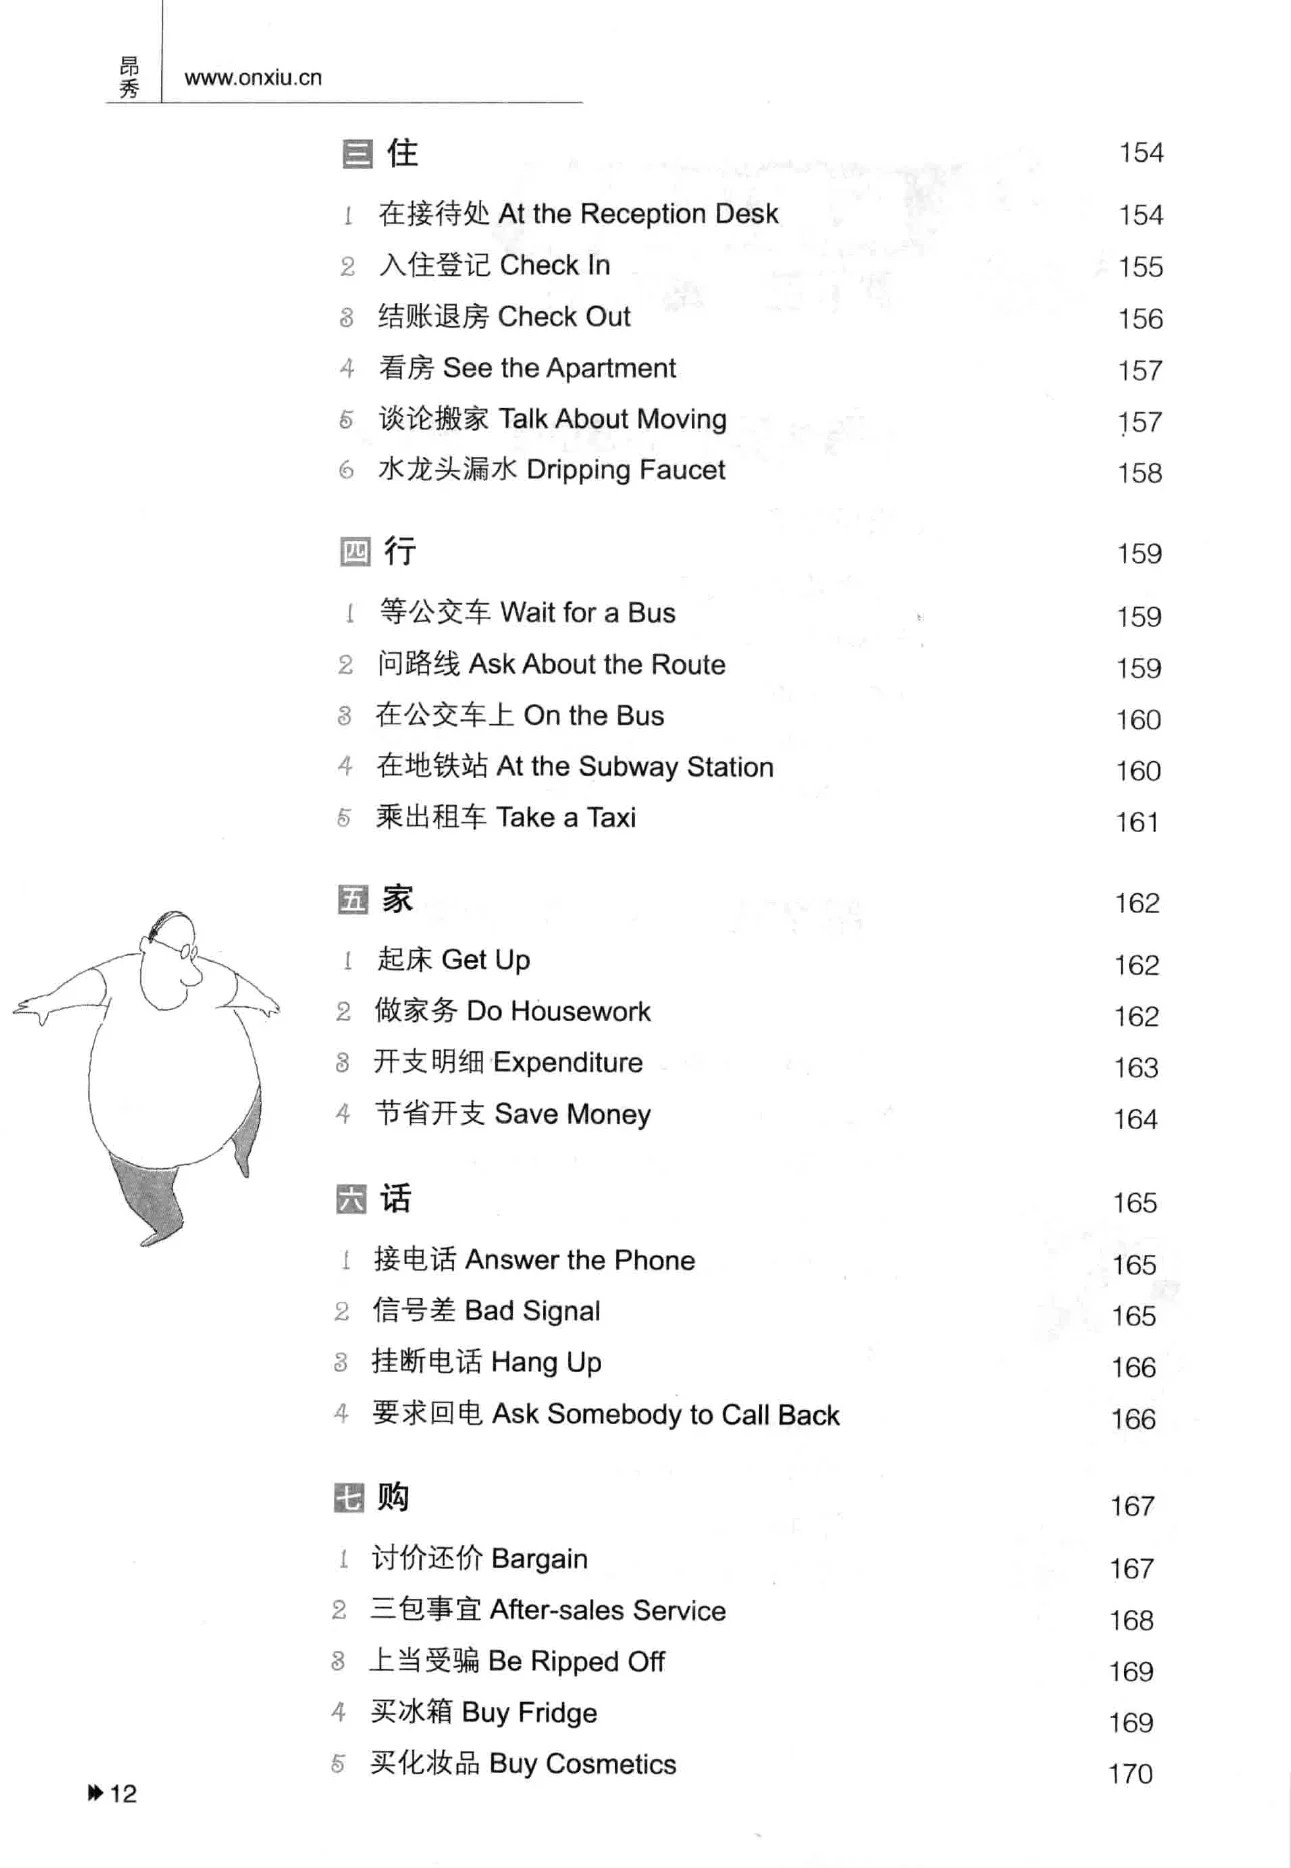 昂秀 www.onxiu.cn
三 住 154
1 在接待处 At the Reception Desk 154
2 入住登记 Check In 155
3 结账退房 Check Out 156
4 看房 See the Apartment 157
5 谈论搬家 Talk About Moving 157
6 水龙头漏水 Dripping Faucet 158
四 行 159
1 等公交车 Wait for a Bus 159
2 问路线 Ask About the Route 159
3 在公交车上 On the Bus 160
4 在地铁站 At the Subway Station 160
5 乘出租车 Take a Taxi 161
五 家 162
1 起床 Get Up 162
2 做家务 Do Housework 162
3 开支明细 Expenditure 163
4 节省开支 Save Money 164
六 话 165
1 接电话 Answer the Phone 165
2 信号差 Bad Signal 165
3 挂断电话 Hang Up 166
4 要求回电 Ask Somebody to Call Back 166
七 购 167
1 讨价还价 Bargain 167
2 三包事宜 After-sales Service 168
3 上当受骗 Be Ripped Off 169
4 买冰箱 Buy Fridge 169
5 买化妆品 Buy Cosmetics 170
12